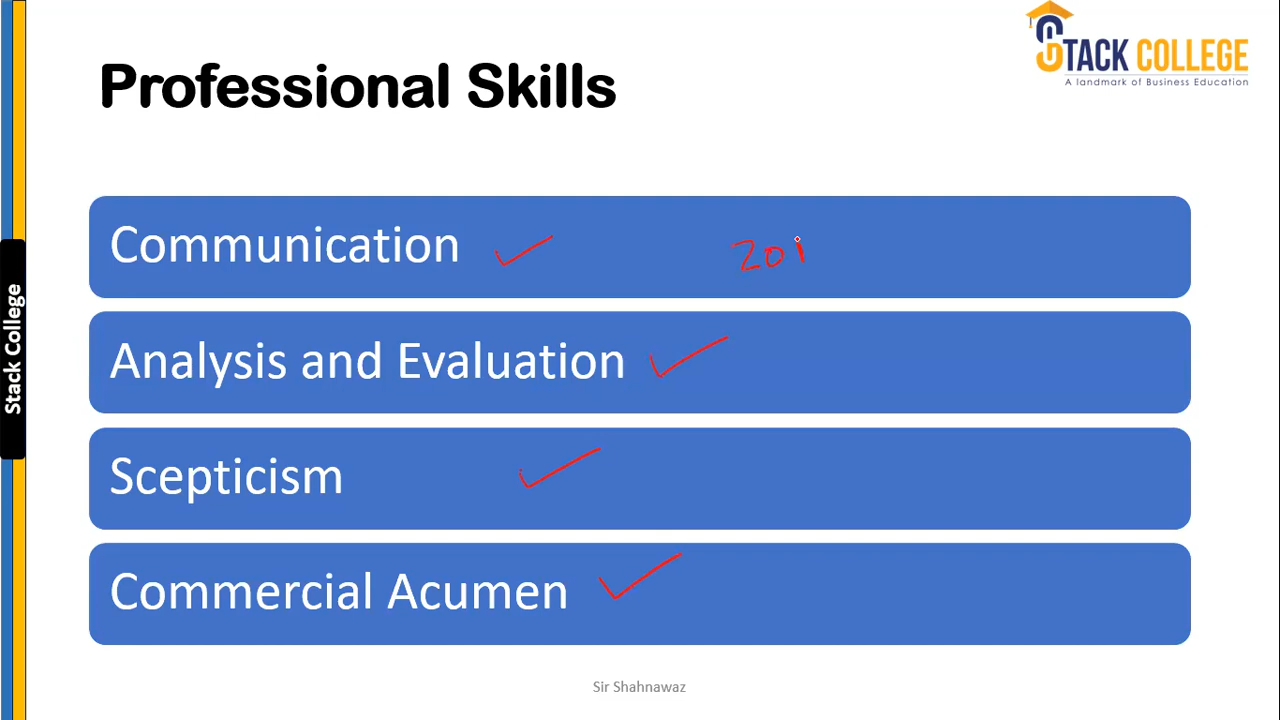 STACK COLLEGE
A landmark of Business Education
Professional Skills
Communication
201
Analysis and Evaluation
Scepticism
Commercial Acumen
Stack College
Sir Shahnawaz